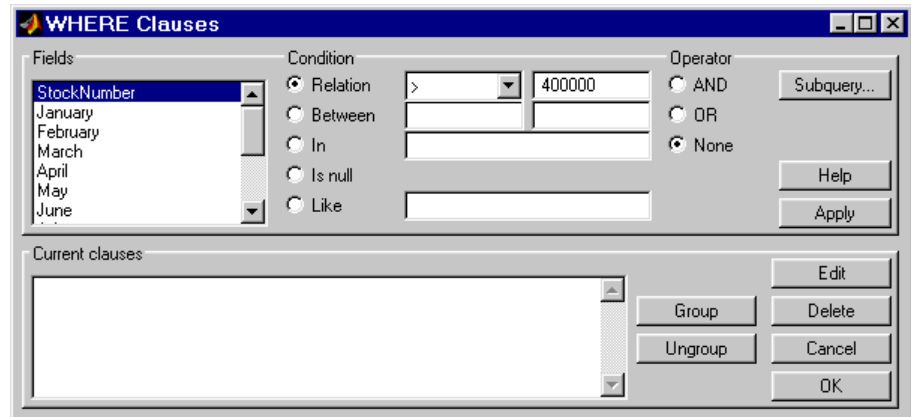 WHERE Clauses
Fields
StockNumber
January
February
March
April
May
June
Condition
Relation > 400000
Between
In
Is null
Like
Operator
AND
OR
None
Subquery...
Help
Apply
Current clauses
Group
Ungroup
Edit
Delete
Cancel
OK